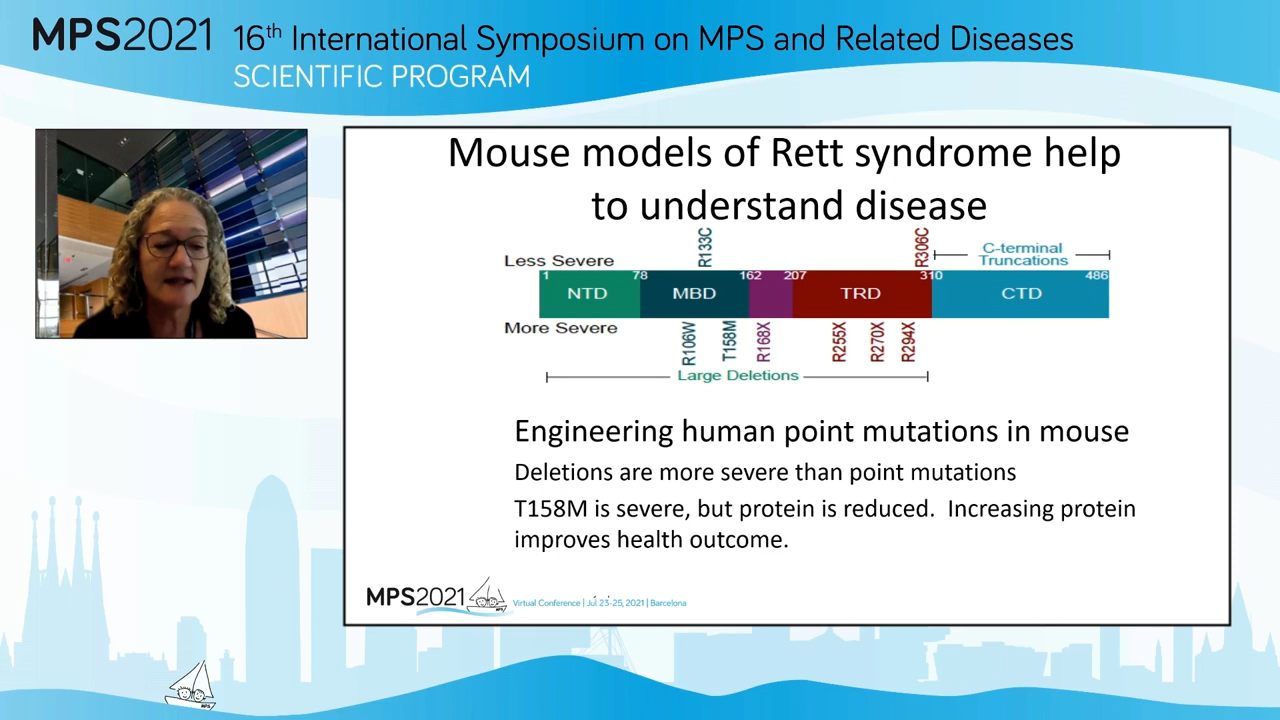 MPS2021 16th International Symposium on MPS and Related Diseases
SCIENTIFIC PROGRAM
Mouse models of Rett syndrome help
to understand disease
Less Severe
R133C
R306C
C-terminal
Truncations
1 78 162 207 310 486
NTD MBD TRD CTD
More Severe
R106W T158M R168X R255X R270X R294X
Large Deletions
Engineering human point mutations in mouse
Deletions are more severe than point mutations
T158M is severe, but protein is reduced. Increasing protein
improves health outcome.
MPS2021 MPS Virtual Conference | Jul 23-25, 2021 | Barcelona
MPS